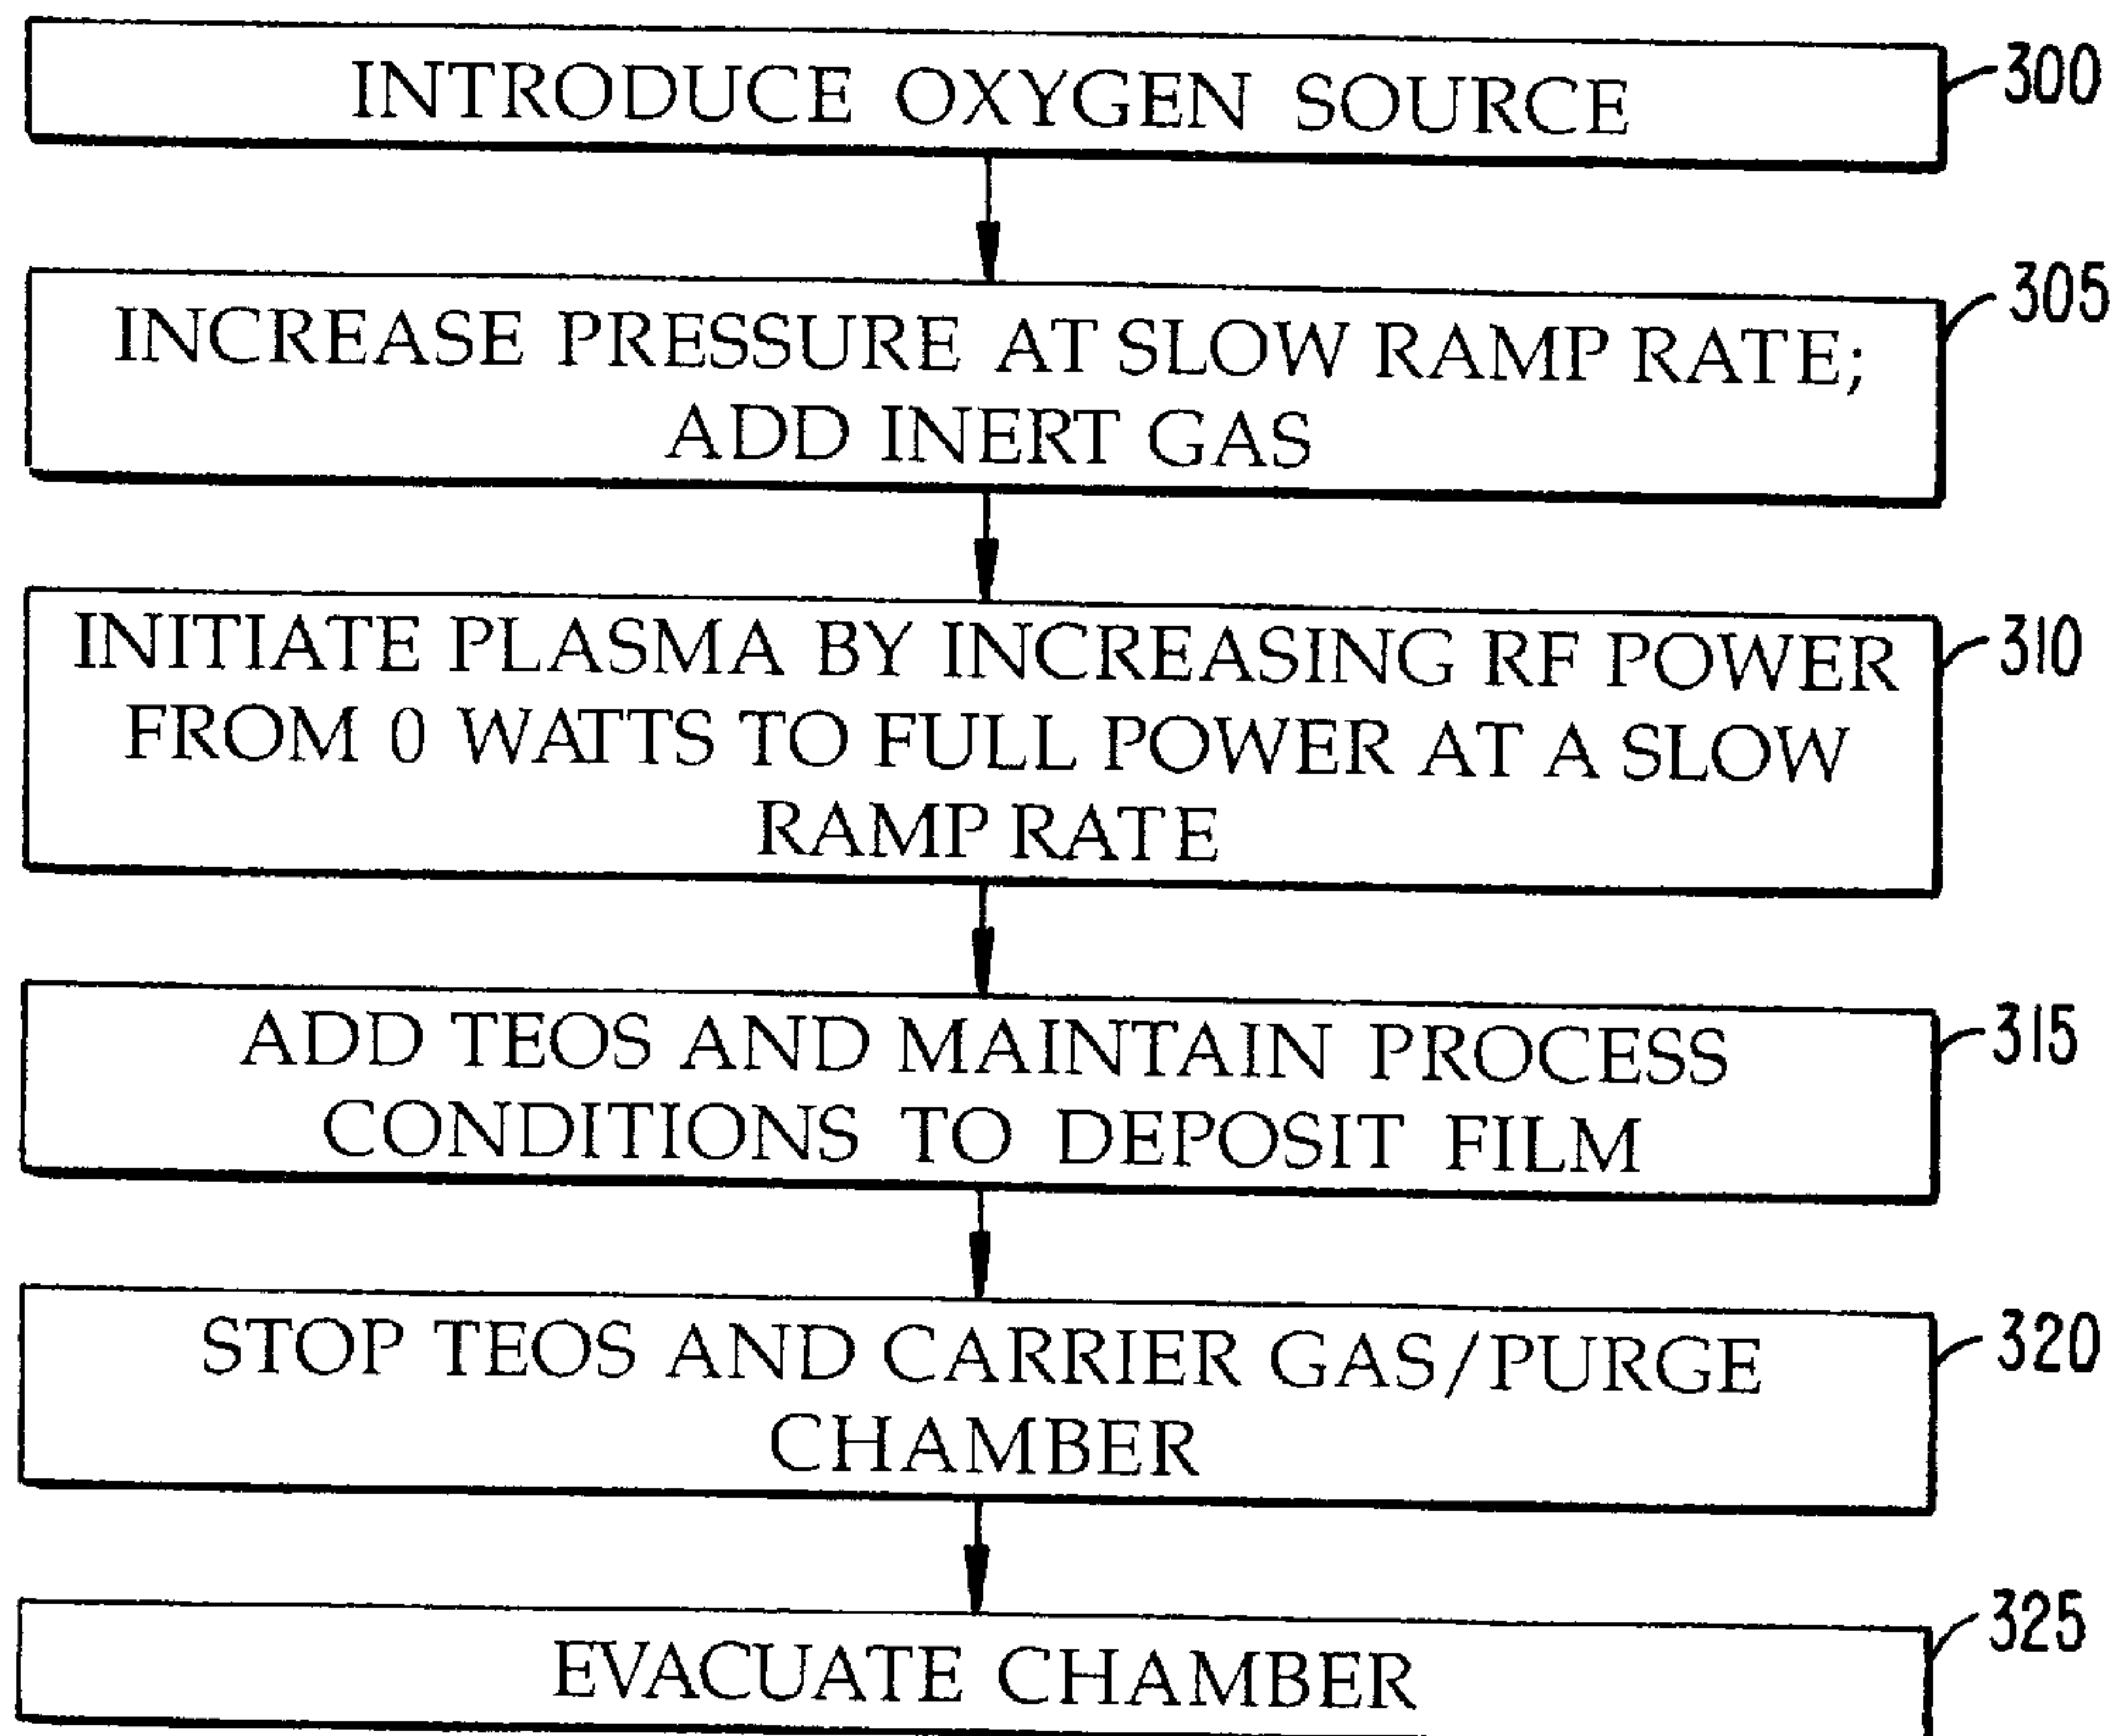 INTRODUCE OXYGEN SOURCE
300
INCREASE PRESSURE AT SLOW RAMP RATE;
ADD INERT GAS
305
INITIATE PLASMA BY INCREASING RF POWER
FROM 0 WATTS TO FULL POWER AT A SLOW
RAMP RATE
310
ADD TEOS AND MAINTAIN PROCESS
CONDITIONS TO DEPOSIT FILM
315
STOP TEOS AND CARRIER GAS/PURGE
CHAMBER
320
EVACUATE CHAMBER
325